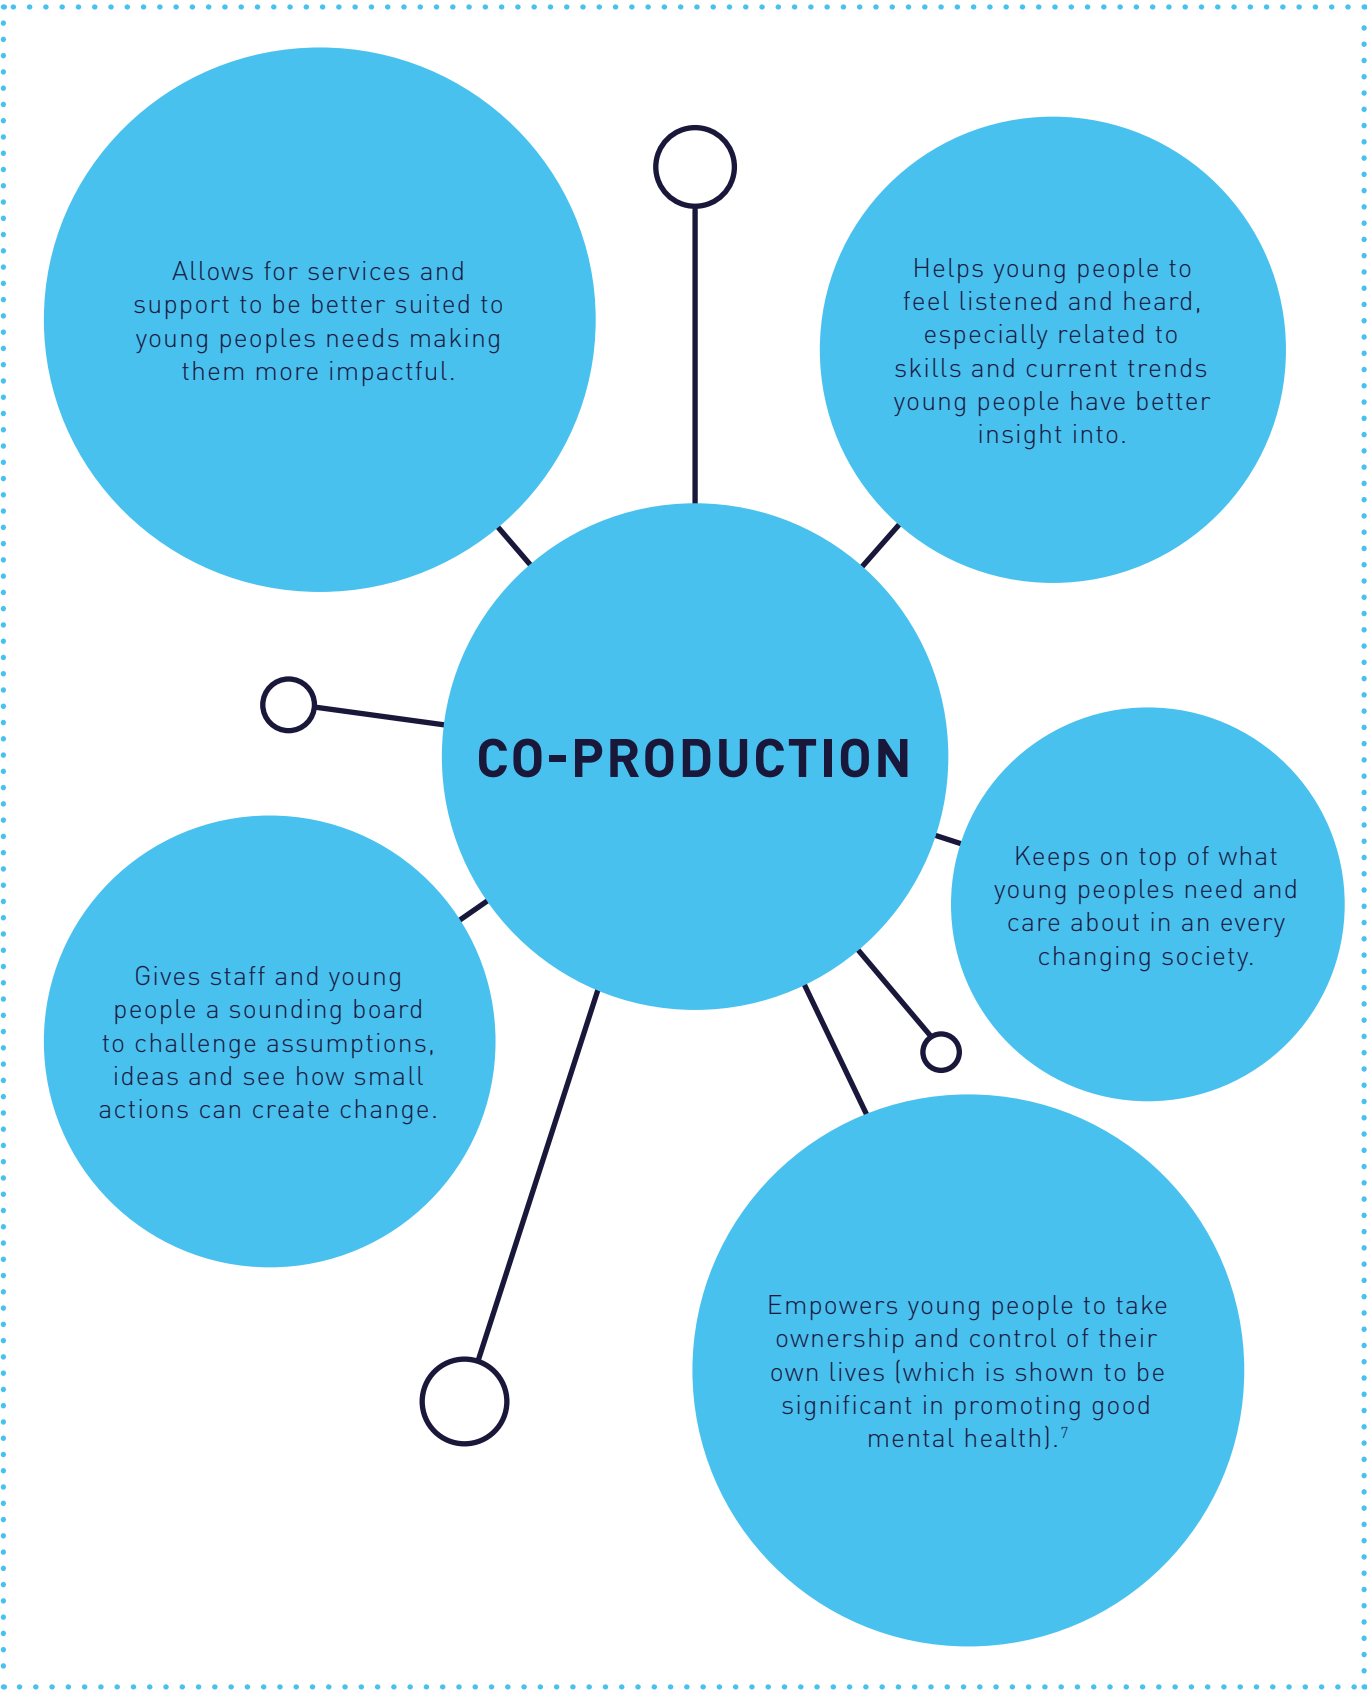 Allows for services and
support to be better suited to
young peoples needs making
them more impactful.
Helps young people to
feel listened and heard,
especially related to
skills and current trends
young people have better
insight into.
CO-PRODUCTION
Keeps on top of what
young peoples need and
care about in an every
changing society.
Gives staff and young
people a sounding board
to challenge assumptions,
ideas and see how small
actions can create change.
Empowers young people to take
ownership and control of their
own lives (which is shown to be
significant in promoting good
mental health).⁷